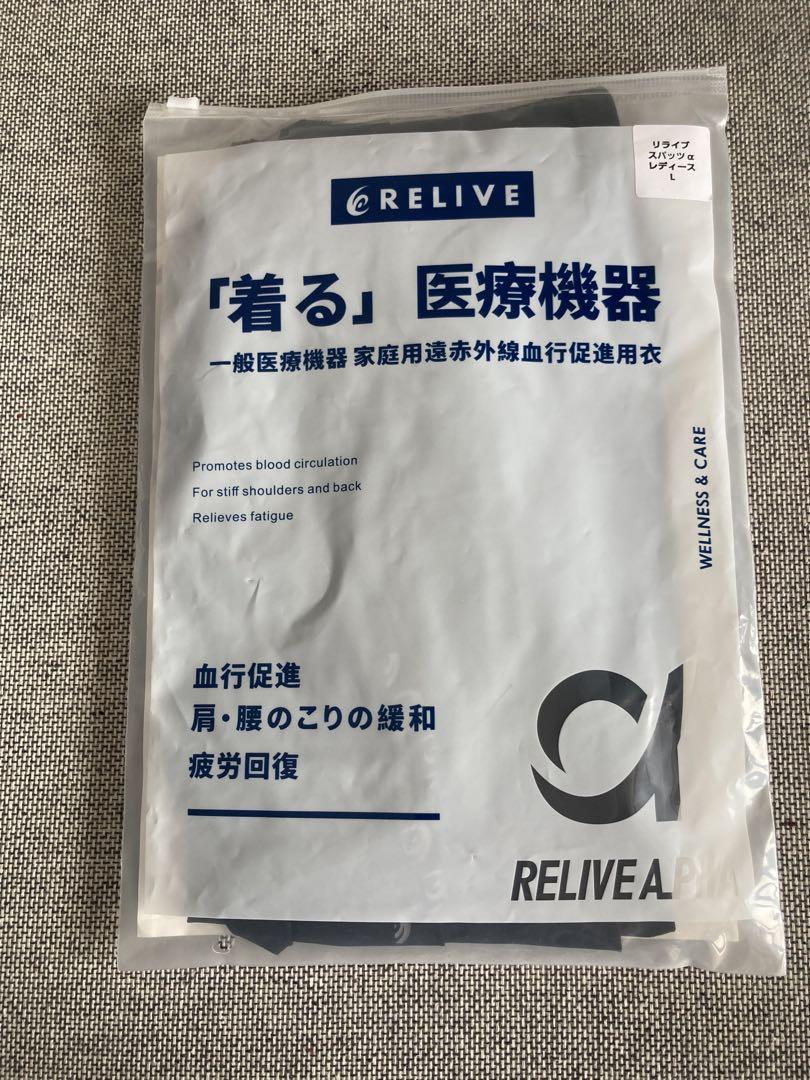 リライブ
スパッツα
レディース
L
RELIVE
「着る」医療機器
一般医療機器 家庭用遠赤外線血行促進用衣
Promotes blood circulation
For stiff shoulders and back
Relieves fatigue
WELLNESS & CARE
血行促進
肩・腰のこりの緩和
疲労回復
α
RELIVE ALPHA